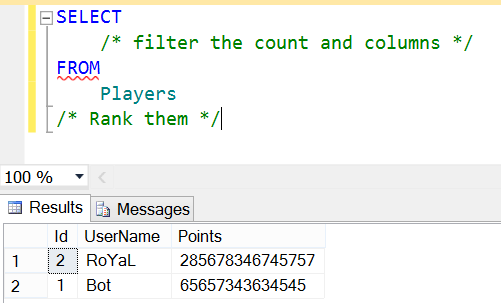 SELECT
/* filter the count and columns */
FROM
Players
/* Rank them */
100 %
Results Messages
Id UserName Points
1 2 RoYaL 285678346745757
2 1 Bot 65657343634545